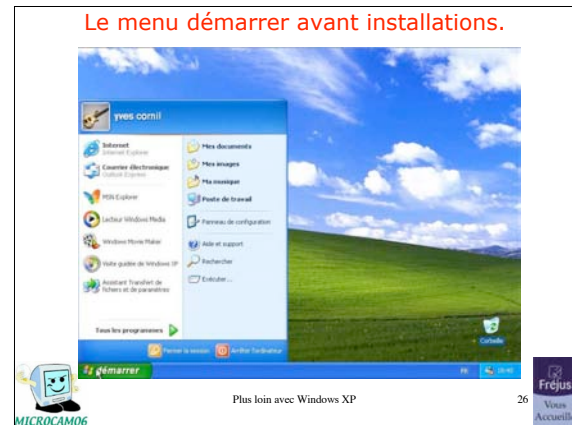 Le menu démarrer avant installations.
yves cornil
Internet
Internet Explorer
Courrier électronique
Outlook Express
MSN Explorer
Lecteur Windows Media
Windows Movie Maker
Visite guidée de Windows XP
Assistant Transfert de
fichiers et de paramètres
Tous les programmes
Mes documents
Mes images
Ma musique
Poste de travail
Panneau de configuration
Aide et support
Rechercher
Exécuter...
Fermer la session
Arrêter l'ordinateur
Corbeille
démarrer
FR
MICROCAM06
Plus loin avec Windows XP
26
Fréjus
Vous
Accueille